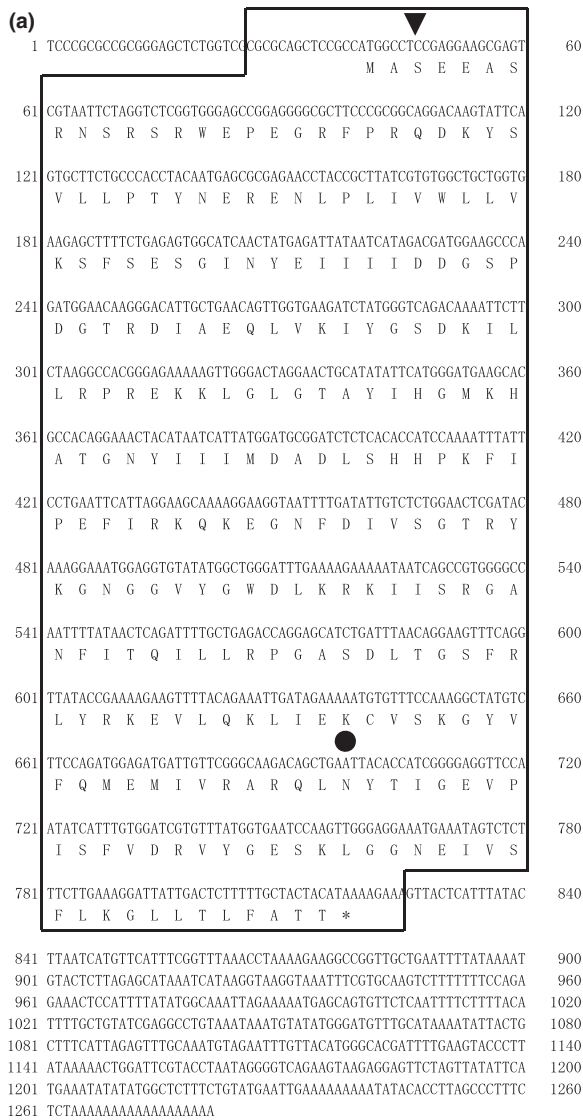 (a)
1 TCCCGCGCCGCGGGAGCTCTGGTCGCGCGCAGCTCCGCCATGGCCTCCGAGGAAGCGAGT 60
M A S E E A S
61 CGTAATTCTAGGTCTCGGTGGGAGCCGGAGGGGCGCTTCCCGCGGCAGGACAAGTATTCA 120
R N S R S R W E P E G R F P R Q D K Y S
121 GTGCTTCTGCCCACCTACAATGAGCGCGAGAACCTACCGCTTATCGTGTGGCTGCTGGTG 180
V L L P T Y N E R E N L P L I V W L L V
181 AAGAGCTTTTCTGAGAGTGGCATCAACTATGAGATTATAATCATAGACGATGGAAGCCCA 240
K S F S E S G I N Y E I I I I D D G S P
241 GATGGAACAAGGGACATTGCTGAACAGTTGGTGAAGATCTATGGGTCAGACAAAATTCTT 300
D G T R D I A E Q L V K I Y G S D K I L
301 CTAAGGCCACGGGAGAAAAAGTTGGGACTAGGAACTGCATATATTCATGGGATGAAGCAC 360
L R P R E K K L G L G T A Y I H G M K H
361 GCCACAGGAAACTACATAATCATTATGGATGCGGATCTCTCACACCATCCAAAATTTATT 420
A T G N Y I I I M D A D L S H H P K F I
421 CCTGAATTCATTAGGAAGCAAAAGGAAGGTAATTTTGATATTGTCTCTGGAACTCGATAC 480
P E F I R K Q K E G N F D I V S G T R Y
481 AAAGGAAATGGAGGTGTATATGGCTGGGATTTGAAAAGAAAAATAATCAGCCGTGGGGCC 540
K G N G G V Y G W D L K R K I I S R G A
541 AATTTTATAACTCAGATTTTGCTGAGACCAGGAGCATCTGATTTAACAGGAAGTTTCAGG 600
N F I T Q I L L R P G A S D L T G S F R
601 TTATACCGAAAAGAAGTTTTACAGAAATTGATAGAAAAATGTGTTTCCAAAGGCTATGTC 660
L Y R K E V L Q K L I E K C V S K G Y V
661 TTCCAGATGGAGATGATTGTTCGGGCAAGACAGCTGAATTACACCATCGGGGAGGTTCCA 720
F Q M E M I V R A R Q L N Y T I G E V P
721 ATATCATTTGTGGATCGTGTTTATGGTGAATCCAAGTTGGGAGGAAATGAAATAGTCTCT 780
I S F V D R V Y G E S K L G G N E I V S
781 TTCTTGAAAGGATTATTGACTCTTTTTGCTACTACATAAAAGAAAGTTACTCATTTATAC 840
F L K G L L T L F A T T *
841 TTAATCATGTTCATTTCGGTTTAAACCTAAAAGAAGGCCGGTTGCTGAATTTTATAAAAT 900
901 GTACTCTTAGAGCATAAATCATAAGGTAAGGTAAATTTCGTGCAAGTCTTTTTTTCCAGA 960
961 GAAACTCCATTTTATATGGCAAATTAGAAAAATGAGCAGTGTTCTCAATTTTCTTTTACA 1020
1021 TTTTGCTGTATCGAGGCCTGTAAATAAATGTATATGGGATGTTTGCATAAAATATTACTG 1080
1081 CTTTCATTAGAGTTTGCAAATGTAGAATTTGTTACATGGGCACGATTTTGAAGTACCCTT 1140
1141 ATAAAAACTGGATTCGTACCTAATAGGGGTCAGAAGTAAGAGGAGTTCTAGTTATATTCA 1200
1201 TGAAATATATATGGCTCTTTCTGTATGAATTGAAAAAAAAAATATACACCTTAGCCCTTTC 1260
1261 TCTAAAAAAAAAAAAAAAAAA